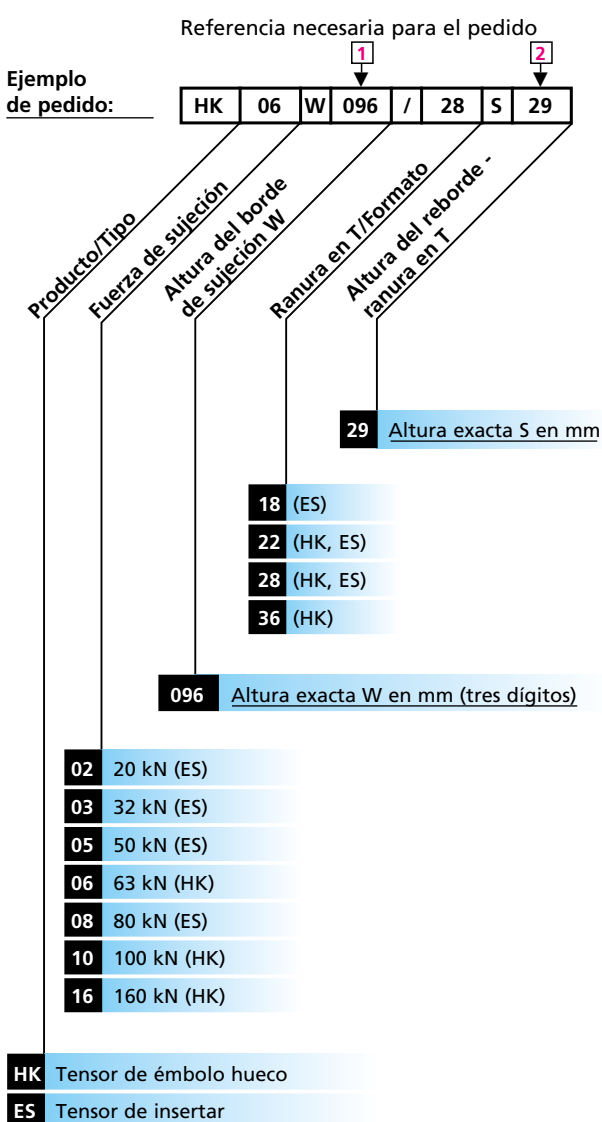 Referencia necesaria para el pedido
1 2
Ejemplo
de pedido:
HK 06 W 096 / 28 S 29
Producto/Tipo
Fuerza de sujeción
Altura del borde
de sujeción W
Ranura en T/Formato
Altura del reborde -
ranura en T
29 Altura exacta S en mm
18 (ES)
22 (HK, ES)
28 (HK, ES)
36 (HK)
096 Altura exacta W en mm (tres dígitos)
02 20 kN (ES)
03 32 kN (ES)
05 50 kN (ES)
06 63 kN (HK)
08 80 kN (ES)
10 100 kN (HK)
16 160 kN (HK)
HK Tensor de émbolo hueco
ES Tensor de insertar